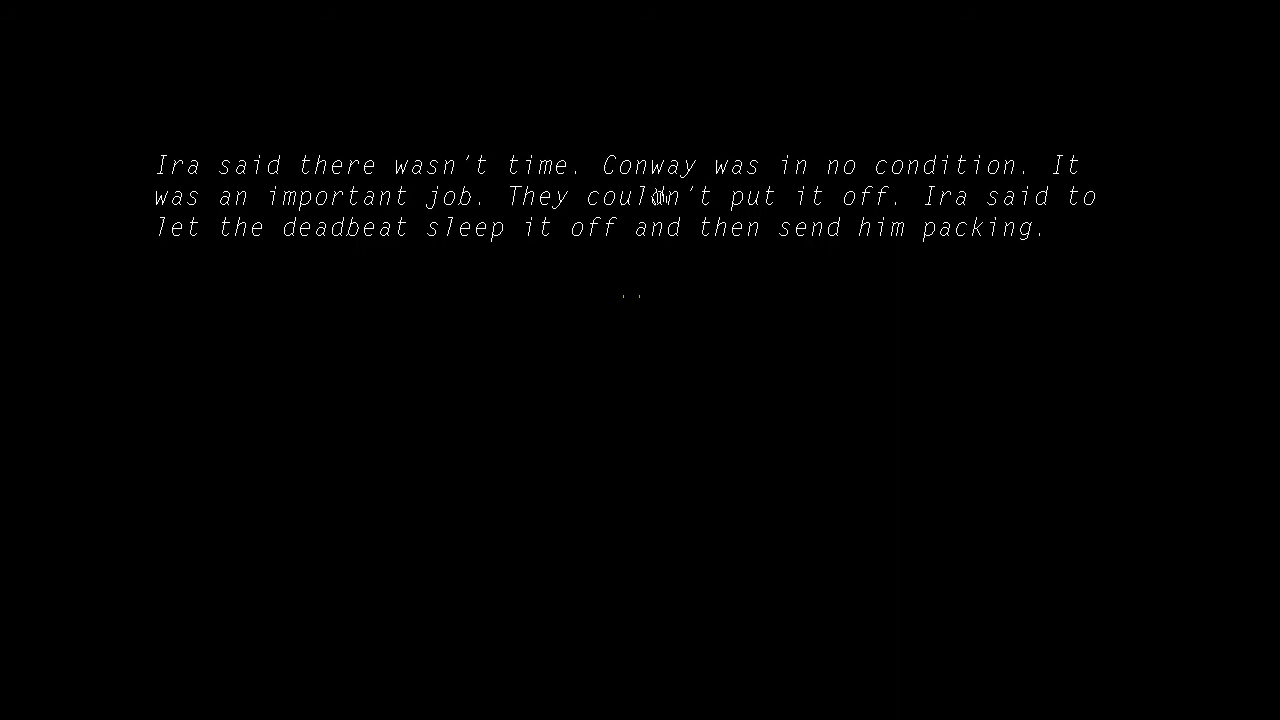 Ira said there wasn't time. Conway was in no condition. It
was an important job. They couldn't put it off. Ira said to
let the deadbeat sleep it off and then send him packing.